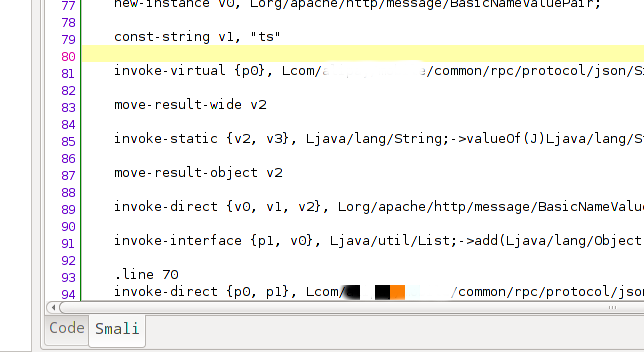 77 new-instance v0, Lorg/apache/http/message/BasicNameValuePair;
78
79 const-string v1, "ts"
80
81 invoke-virtual {p0}, Lcom/ /common/rpc/protocol/json/S
82
83 move-result-wide v2
84
85 invoke-static {v2, v3}, Ljava/lang/String;->valueOf(J)Ljava/lang/S
86
87 move-result-object v2
88
89 invoke-direct {v0, v1, v2}, Lorg/apache/http/message/BasicNameValue
90
91 invoke-interface {p1, v0}, Ljava/util/List;->add(Ljava/lang/Object
92
93 .line 70
94 invoke-direct {p0, p1}, Lcom/ /common/rpc/protocol/json
Code Smali